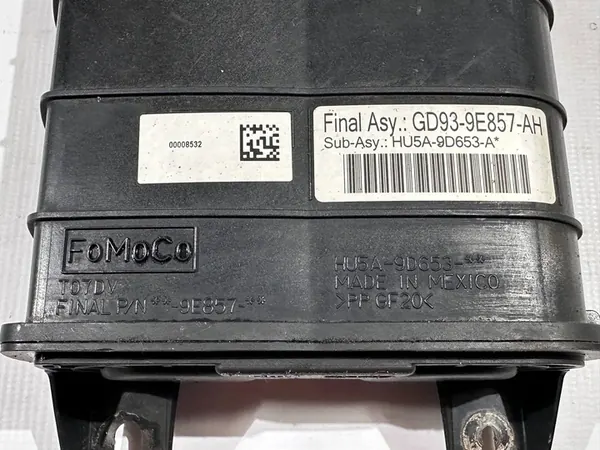 00008532
Final Asy.: GD93-9E857-AH
Sub-Asy.: HU5A-9D653-A*
FoMoCo
TOYDV
FINAL P/N **-9E857-**
HU5A-9D653-**
MADE IN MEXICO
>PP GF20<